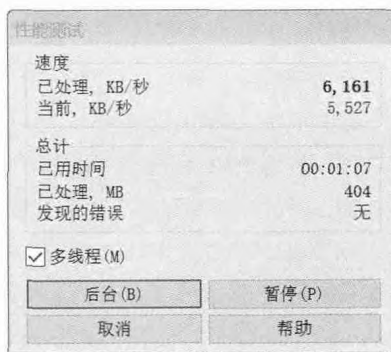 性能测试
速度
已处理, KB/秒 6,161
当前, KB/秒 5,527
总计
已用时间 00:01:07
已处理, MB 404
发现的错误 无
多线程(M)
后台(B) 暂停(P)
取消 帮助